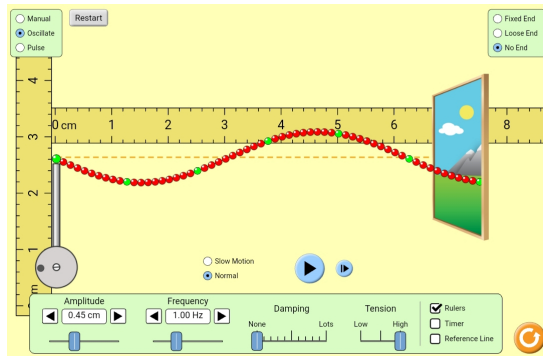 Manual
Oscillate
Pulse
Restart
Fixed End
Loose End
No End
4
3
2
1
0 cm 1 2 3 4 5 6 8
Slow Motion
Normal
Amplitude
0.45 cm
Frequency
1.00 Hz
Damping
None Lots
Tension
Low High
Rulers
Timer
Reference Line